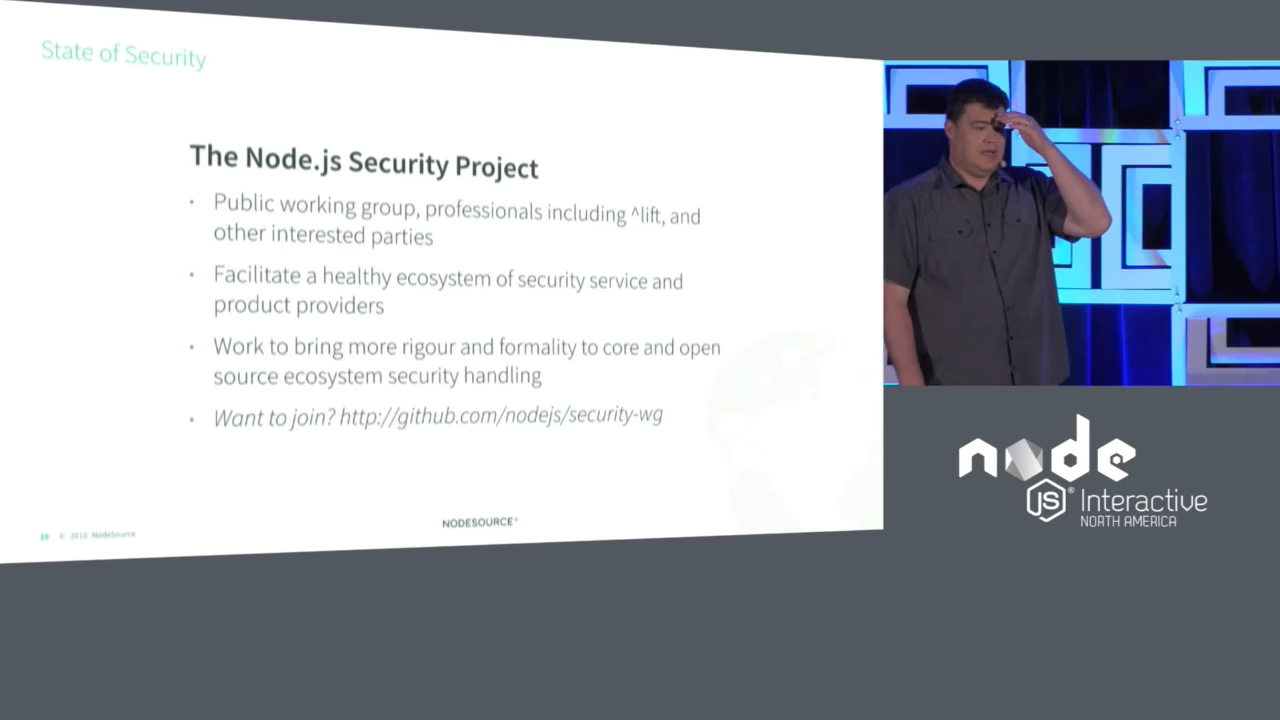 State of Security
The Node.js Security Project
• Public working group, professionals including ^lift, and
other interested parties
• Facilitate a healthy ecosystem of security service and
product providers
• Work to bring more rigour and formality to core and open
source ecosystem security handling
• Want to join? http://github.com/nodejs/security-wg
39 © 2016 NodeSource
NODESOURCE®
node
JS® Interactive
NORTH AMERICA